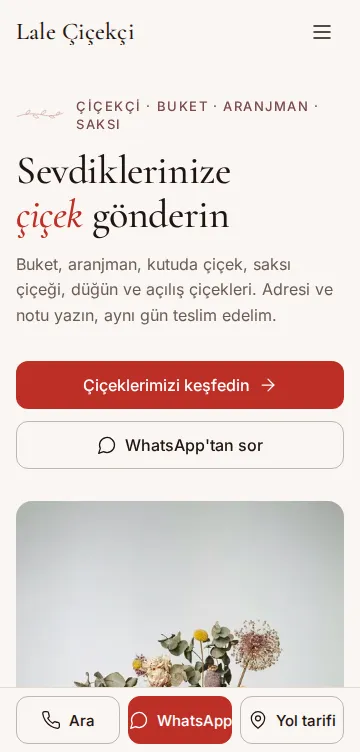 Lale Çiçekçi
ÇİÇEKÇİ · BUKET · ARANJMAN ·
SAKSI
Sevdiklerinize
çiçek gönderin
Buket, aranjman, kutuda çiçek, saksı
çiçeği, düğün ve açılış çiçekleri. Adresi ve
notu yazın, aynı gün teslim edelim.
Çiçeklerimizi keşfedin →
WhatsApp'tan sor
Ara
WhatsApp
Yol tarifi